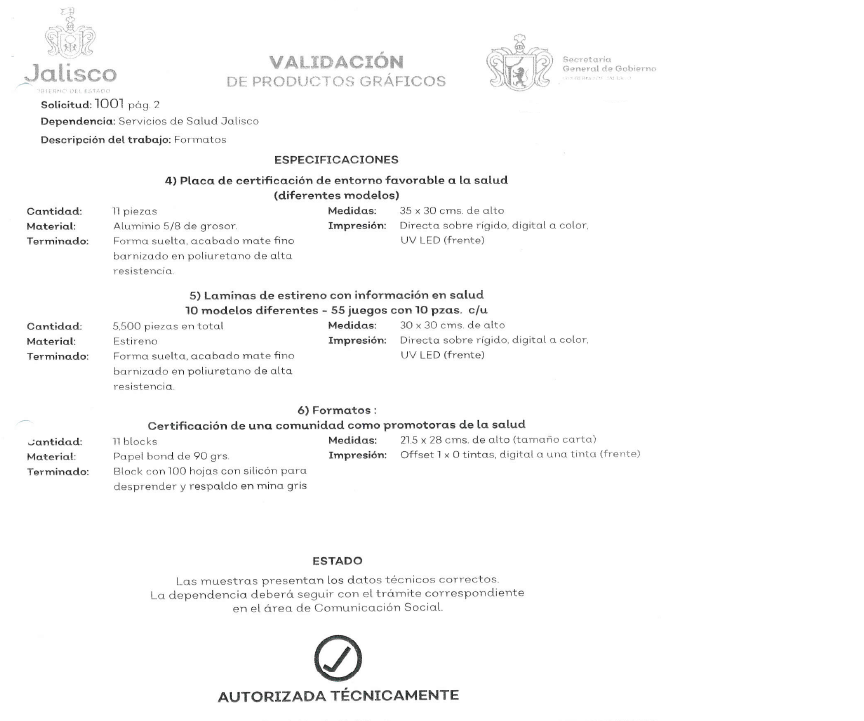 Jalisco
GOBIERNO DEL ESTADO
VALIDACIÓN
DE PRODUCTOS GRÁFICOS
Secretaría
General de Gobierno
Solicitud: 1001 pág. 2
Dependencia: Servicios de Salud Jalisco
Descripción del trabajo: Formatos
ESPECIFICACIONES
4) Placa de certificación de entorno favorable a la salud
(diferentes modelos)
Cantidad: 11 piezas Medidas: 35 x 30 cms. de alto
Material: Aluminio 5/8 de grosor. Impresión: Directa sobre rígido, digital a color,
Terminado: Forma suelta, acabado mate fino UV LED (frente)
barnizado en poliuretano de alta
resistencia.
5) Laminas de estireno con información en salud
10 modelos diferentes - 55 juegos con 10 pzas. c/u
Cantidad: 5,500 piezas en total Medidas: 30 x 30 cms. de alto
Material: Estireno Impresión: Directa sobre rígido, digital a color,
Terminado: Forma suelta, acabado mate fino UV LED (frente)
barnizado en poliuretano de alta
resistencia.
6) Formatos :
Certificación de una comunidad como promotoras de la salud
Cantidad: 11 blocks Medidas: 21.5 x 28 cms. de alto (tamaño carta)
Material: Papel bond de 90 grs. Impresión: Offset 1 x 0 tintas, digital a una tinta (frente)
Terminado: Block con 100 hojas con silicón para
desprender y respaldo en mina gris
ESTADO
Las muestras presentan los datos técnicos correctos.
La dependencia deberá seguir con el trámite correspondiente
en el área de Comunicación Social.
AUTORIZADA TÉCNICAMENTE